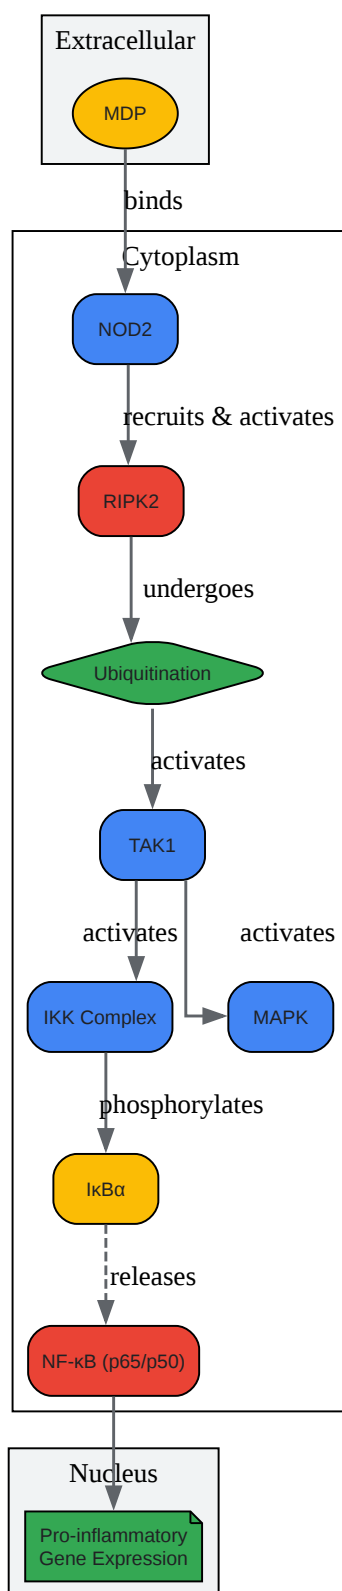 Extracellular
MDP
binds
Cytoplasm
NOD2
recruits & activates
RIPK2
undergoes
Ubiquitination
activates
TAK1
activates
activates
IKK Complex
MAPK
phosphorylates
IκBα
releases
NF-κB (p65/p50)
Nucleus
Pro-inflammatory
Gene Expression